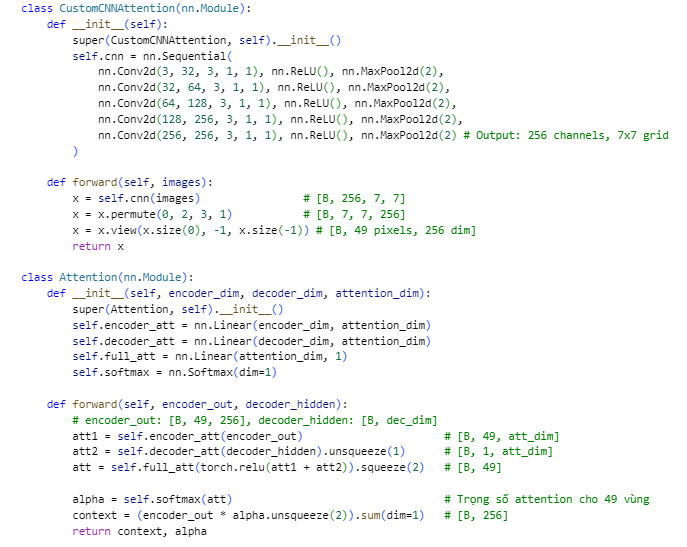 class CustomCNNAttention(nn.Module):
    def __init__(self):
        super(CustomCNNAttention, self).__init__()
        self.cnn = nn.Sequential(
            nn.Conv2d(3, 32, 3, 1, 1), nn.ReLU(), nn.MaxPool2d(2),
            nn.Conv2d(32, 64, 3, 1, 1), nn.ReLU(), nn.MaxPool2d(2),
            nn.Conv2d(64, 128, 3, 1, 1), nn.ReLU(), nn.MaxPool2d(2),
            nn.Conv2d(128, 256, 3, 1, 1), nn.ReLU(), nn.MaxPool2d(2),
            nn.Conv2d(256, 256, 3, 1, 1), nn.ReLU(), nn.MaxPool2d(2) # Output: 256 channels, 7x7 grid
        )

    def forward(self, images):
        x = self.cnn(images)                # [B, 256, 7, 7]
        x = x.permute(0, 2, 3, 1)           # [B, 7, 7, 256]
        x = x.view(x.size(0), -1, x.size(-1)) # [B, 49 pixels, 256 dim]
        return x

class Attention(nn.Module):
    def __init__(self, encoder_dim, decoder_dim, attention_dim):
        super(Attention, self).__init__()
        self.encoder_att = nn.Linear(encoder_dim, attention_dim)
        self.decoder_att = nn.Linear(decoder_dim, attention_dim)
        self.full_att = nn.Linear(attention_dim, 1)
        self.softmax = nn.Softmax(dim=1)

    def forward(self, encoder_out, decoder_hidden):
        # encoder_out: [B, 49, 256], decoder_hidden: [B, dec_dim]
        att1 = self.encoder_att(encoder_out)                      # [B, 49, att_dim]
        att2 = self.decoder_att(decoder_hidden).unsqueeze(1)      # [B, 1, att_dim]
        att = self.full_att(torch.relu(att1 + att2)).squeeze(2)   # [B, 49]

        alpha = self.softmax(att)                                 # Trọng số attention cho 49 vùng
        context = (encoder_out * alpha.unsqueeze(2)).sum(dim=1)   # [B, 256]
        return context, alpha